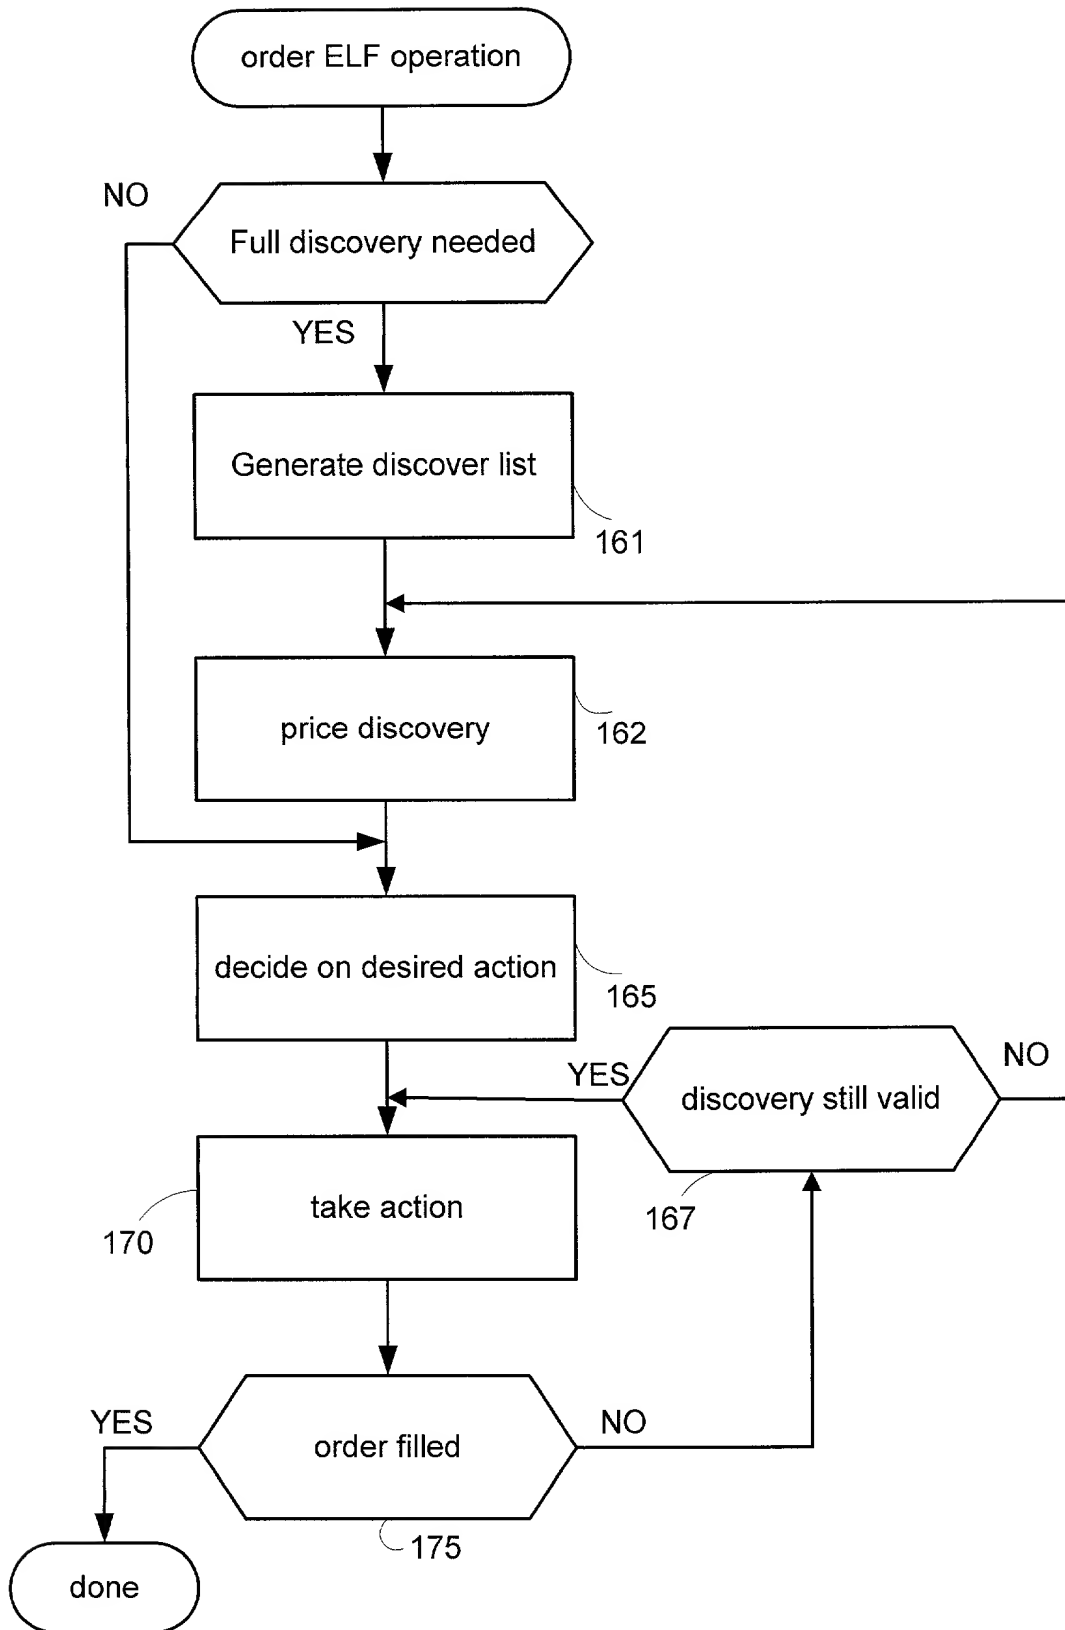 order ELF operation
NO
Full discovery needed
YES
Generate discover list
161
price discovery
162
decide on desired action
165
YES
discovery still valid
NO
167
take action
170
YES
order filled
NO
175
done